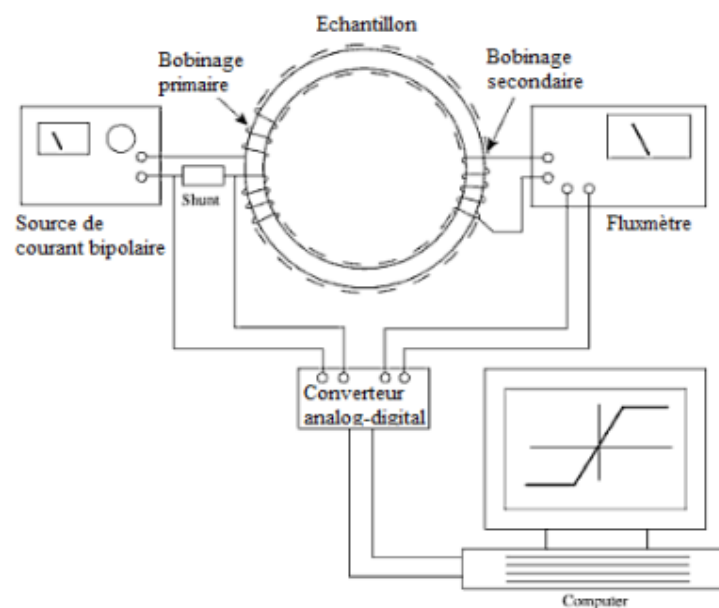 Echantillon
Bobinage
primaire
Bobinage
secondaire
Shunt
Source de
courant bipolaire
Fluxmètre
Converteur
analog-digital
Computer